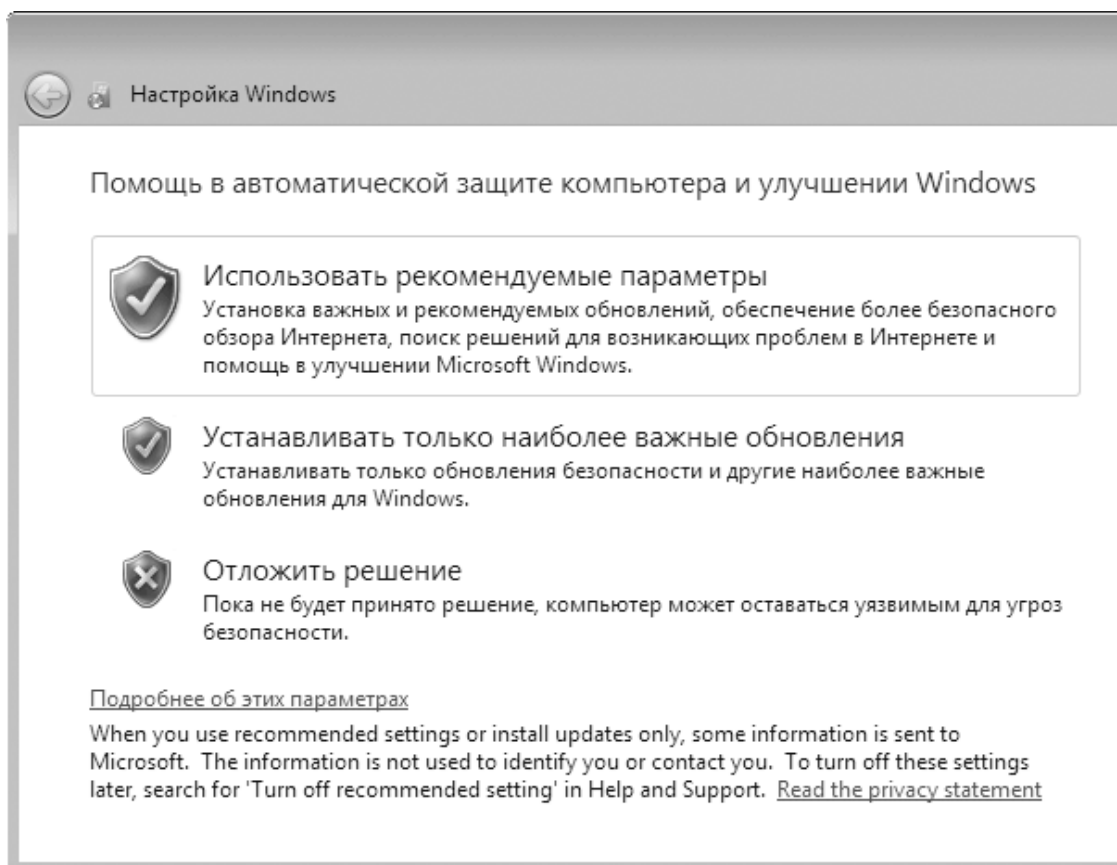 Настройка Windows
Помощь в автоматической защите компьютера и улучшении Windows
Использовать рекомендуемые параметры
Установка важных и рекомендуемых обновлений, обеспечение более безопасного
обзора Интернета, поиск решений для возникающих проблем в Интернете и
помощь в улучшении Microsoft Windows.
Устанавливать только наиболее важные обновления
Устанавливать только обновления безопасности и другие наиболее важные
обновления для Windows.
Отложить решение
Пока не будет принято решение, компьютер может оставаться уязвимым для угроз
безопасности.
Подробнее об этих параметрах
When you use recommended settings or install updates only, some information is sent to
Microsoft. The information is not used to identify you or contact you. To turn off these settings
later, search for 'Turn off recommended setting' in Help and Support. Read the privacy statement